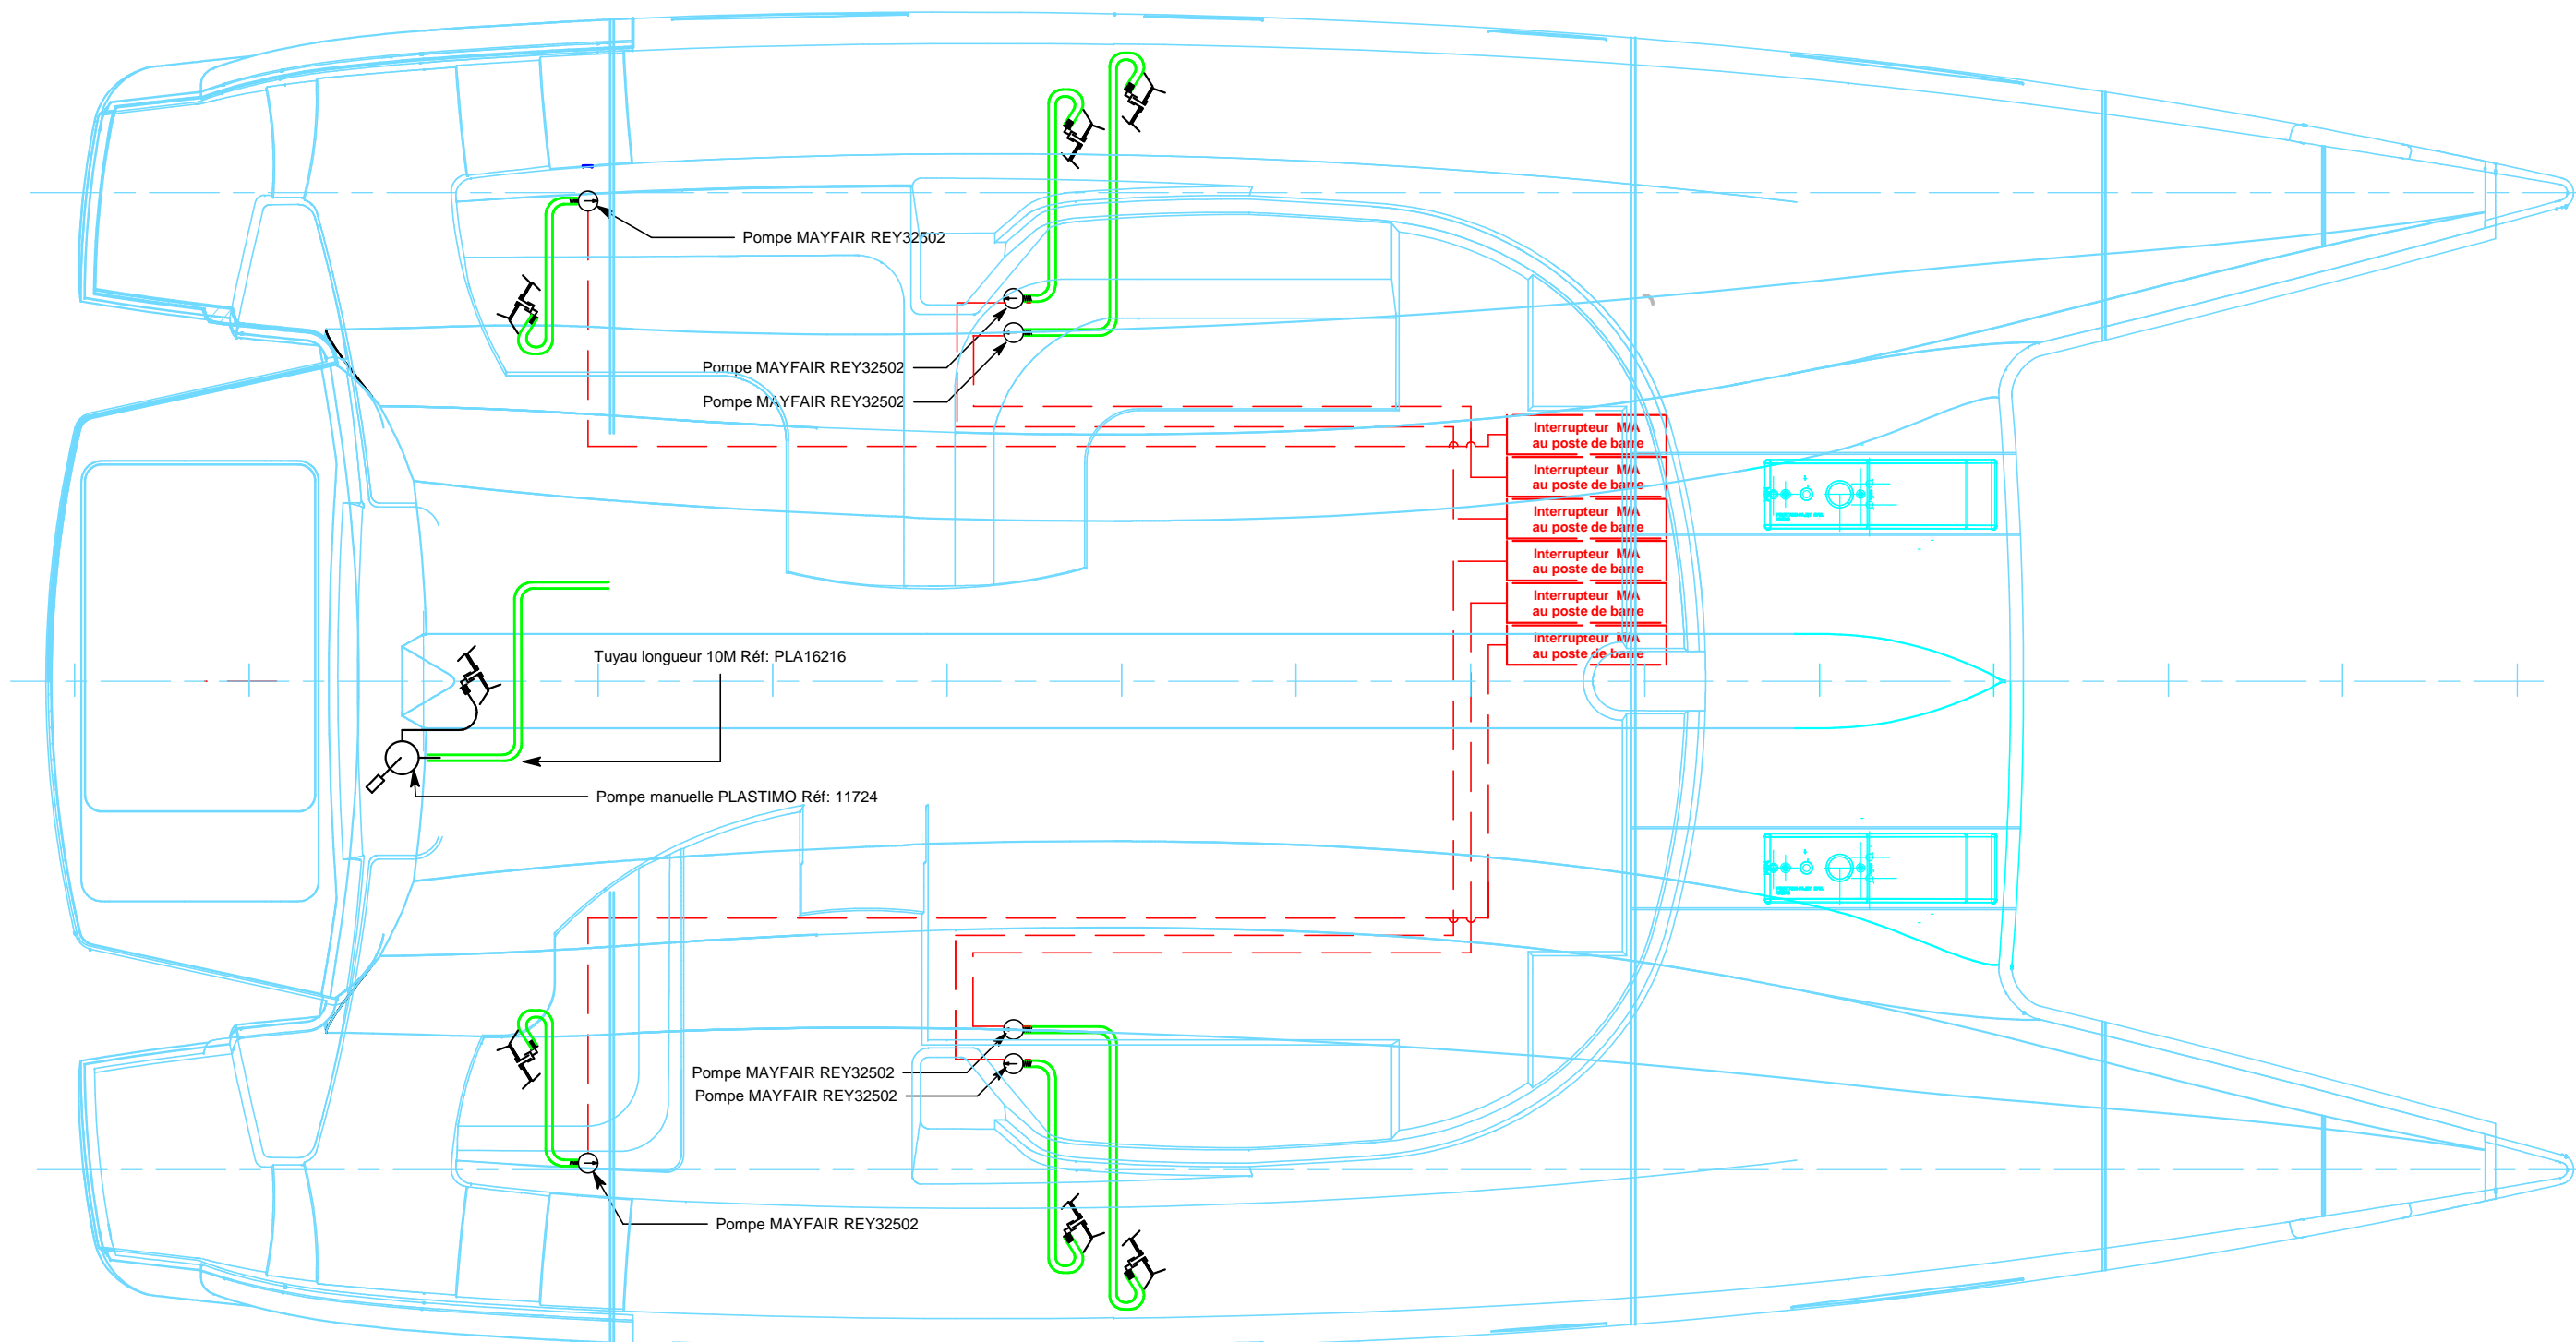 Pompe MAYFAIR REY32502
Pompe MAYFAIR REY32502
Pompe MAYFAIR REY32502
Interrupteur M/A
au poste de barre
Interrupteur M/A
au poste de barre
Interrupteur M/A
au poste de barre
Interrupteur M/A
au poste de barre
Interrupteur M/A
au poste de barre
Interrupteur M/A
au poste de barre
Tuyau longueur 10M Réf: PLA16216
Pompe manuelle PLASTIMO Réf: 11724
Pompe MAYFAIR REY32502
Pompe MAYFAIR REY32502
Pompe MAYFAIR REY32502